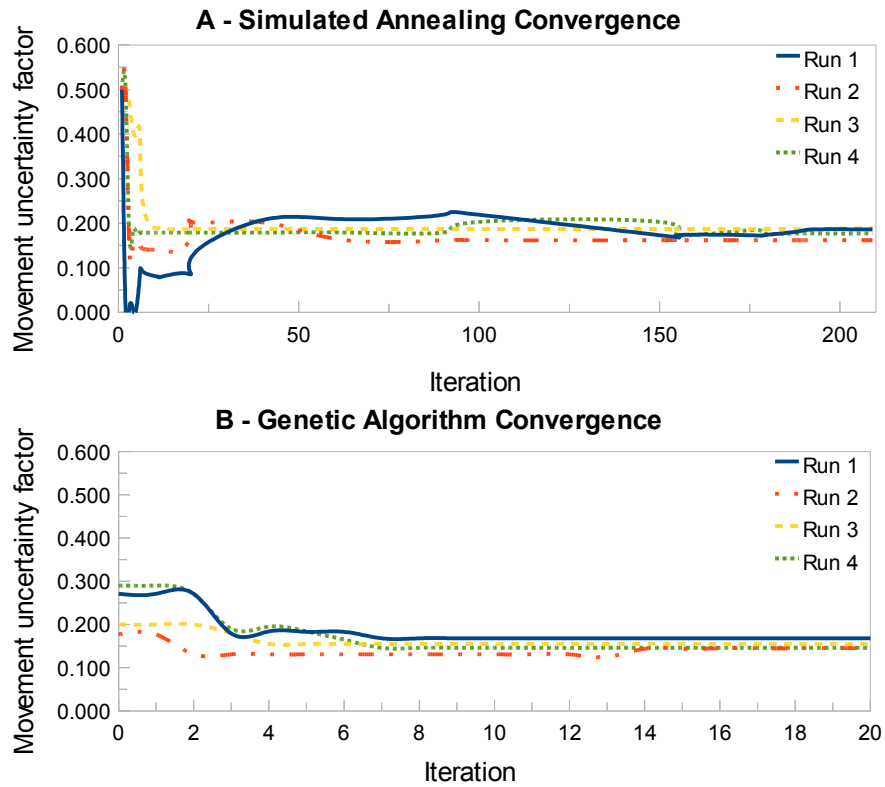 A - Simulated Annealing Convergence
Movement uncertainty factor
0.600
0.500
0.400
0.300
0.200
0.100
0.000
Run 1
Run 2
Run 3
Run 4
0 50 100 150 200
Iteration
B - Genetic Algorithm Convergence
Movement uncertainty factor
0.600
0.500
0.400
0.300
0.200
0.100
0.000
Run 1
Run 2
Run 3
Run 4
0 2 4 6 8 10 12 14 16 18 20
Iteration